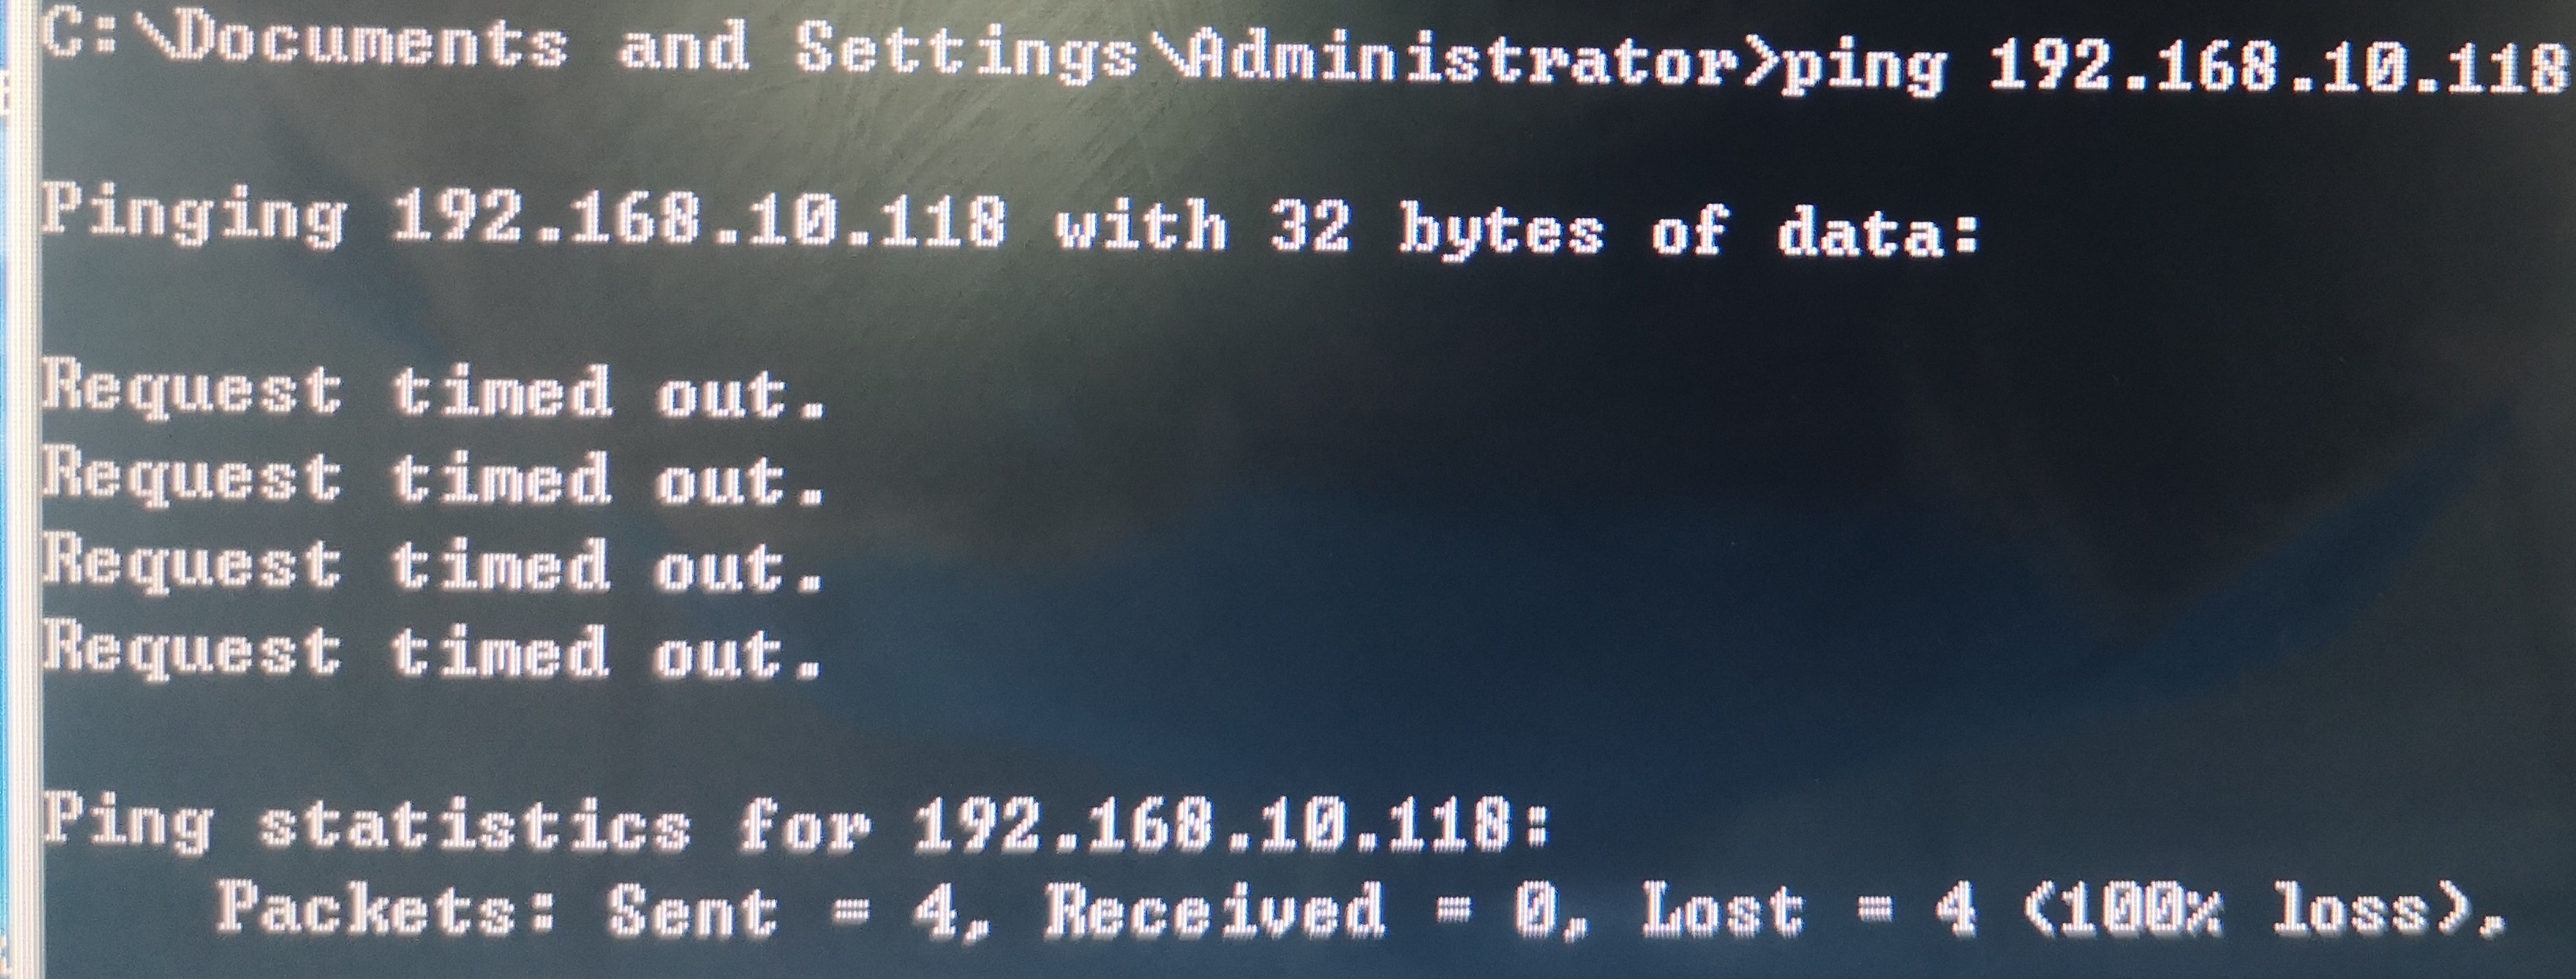 C:\Documents and Settings\Administrator>ping 192.168.10.118
Pinging 192.168.10.118 with 32 bytes of data:
Request timed out.
Request timed out.
Request timed out.
Request timed out.
Ping statistics for 192.168.10.118:
    Packets: Sent = 4, Received = 0, Lost = 4 (100% loss),